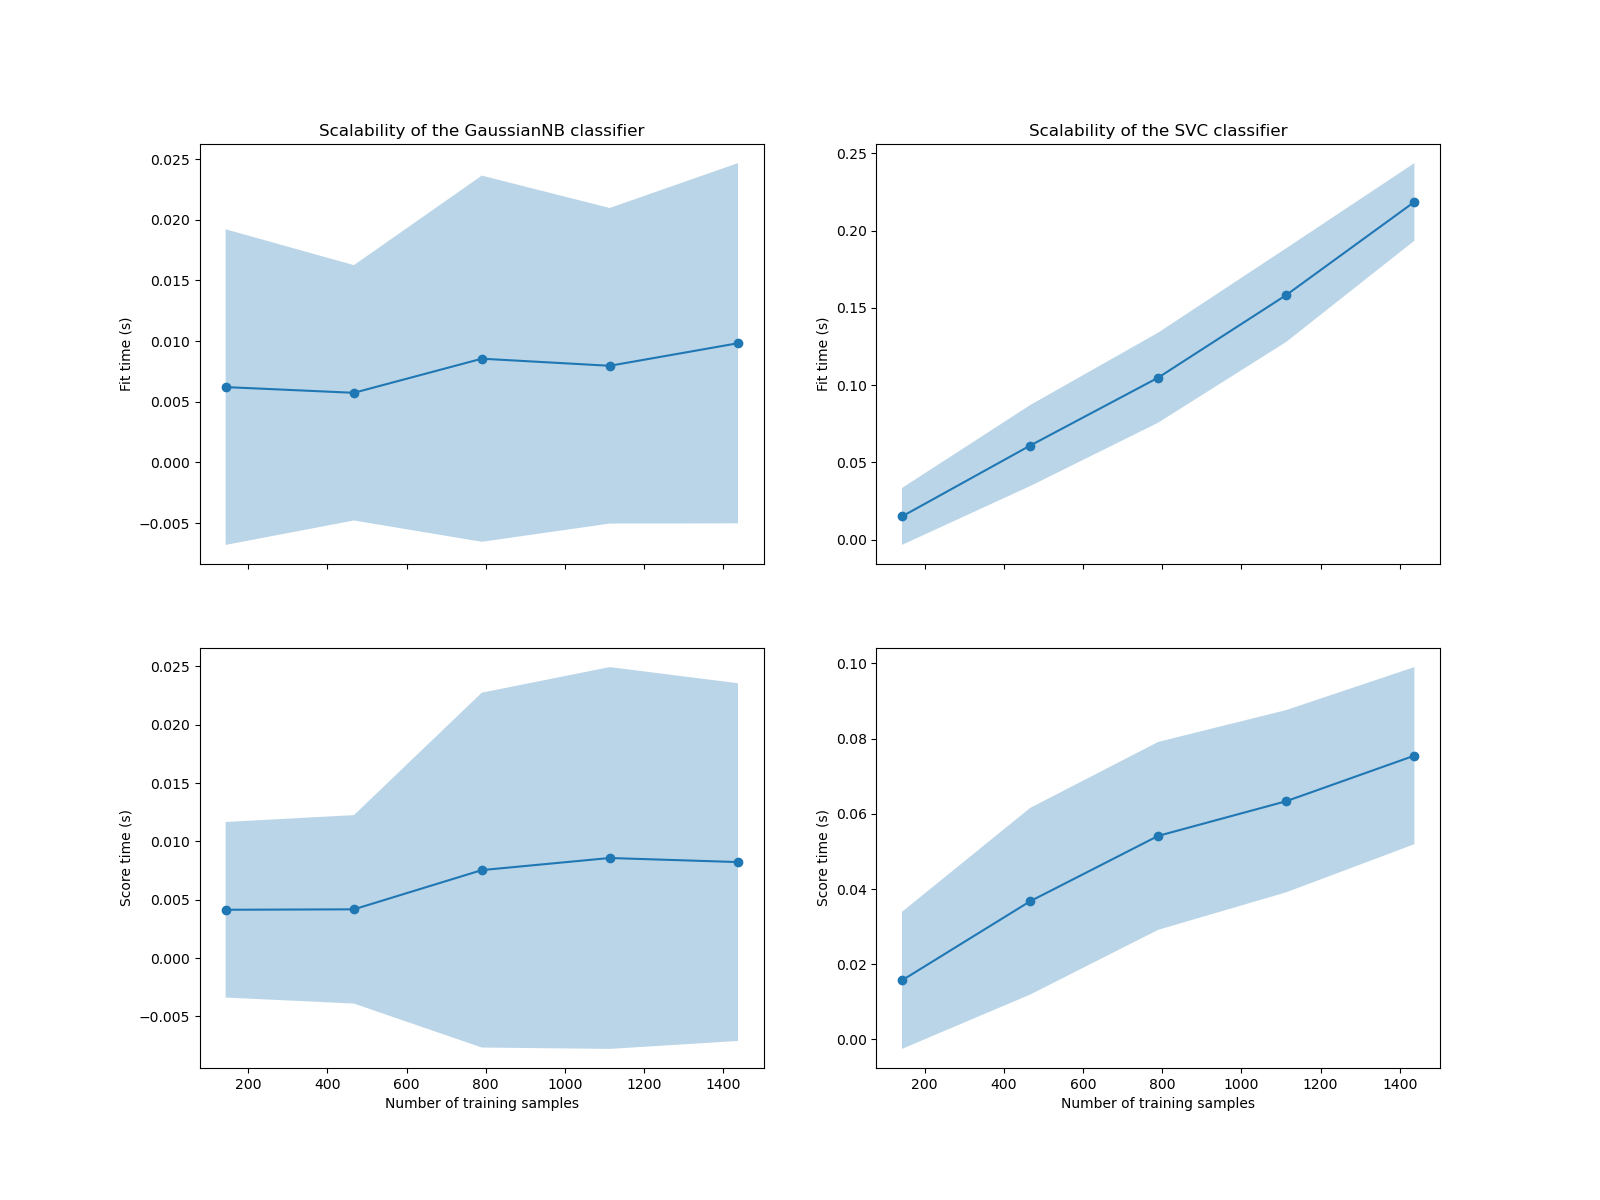 Scalability of the GaussianNB classifier
Scalability of the SVC classifier
0.025
0.020
0.015
0.010
0.005
0.000
−0.005
Fit time (s)
0.25
0.20
0.15
0.10
0.05
0.00
Fit time (s)
0.025
0.020
0.015
0.010
0.005
0.000
−0.005
Score time (s)
200 400 600 800 1000 1200 1400
Number of training samples
0.10
0.08
0.06
0.04
0.02
0.00
Score time (s)
200 400 600 800 1000 1200 1400
Number of training samples